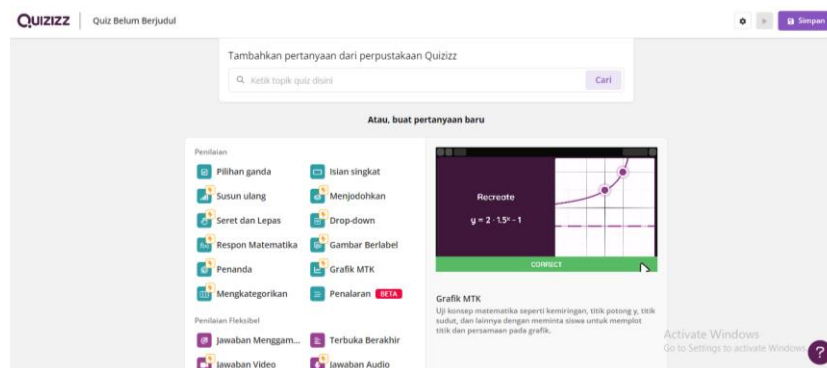 QUIZIZZ
Quiz Belum Berjudul
Simpan
Tambahkan pertanyaan dari perpustakaan Quizizz
Ketik topik quiz disini
Cari
Atau, buat pertanyaan baru
Penilaian
Pilihan ganda
Isian singkat
Susun ulang
Menjodohkan
Seret dan Lepas
Drop-down
Respon Matematika
Gambar Berlabel
Penanda
Grafik MTK
Mengkategorikan
Penalaran BETA
Penilaian Fleksibel
Jawaban Menggam...
Terbuka Berakhir
Jawaban Video
Jawaban Audio
Recreate
y = 2 · 1.5ˣ - 1
CORRECT
Grafik MTK
Uji konsep matematika seperti kemiringan, titik potong y, titik
sudut, dan lainnya dengan meminta siswa untuk memplot
titik dan persamaan pada grafik.
Activate Windows
Go to Settings to activate Windows.
?